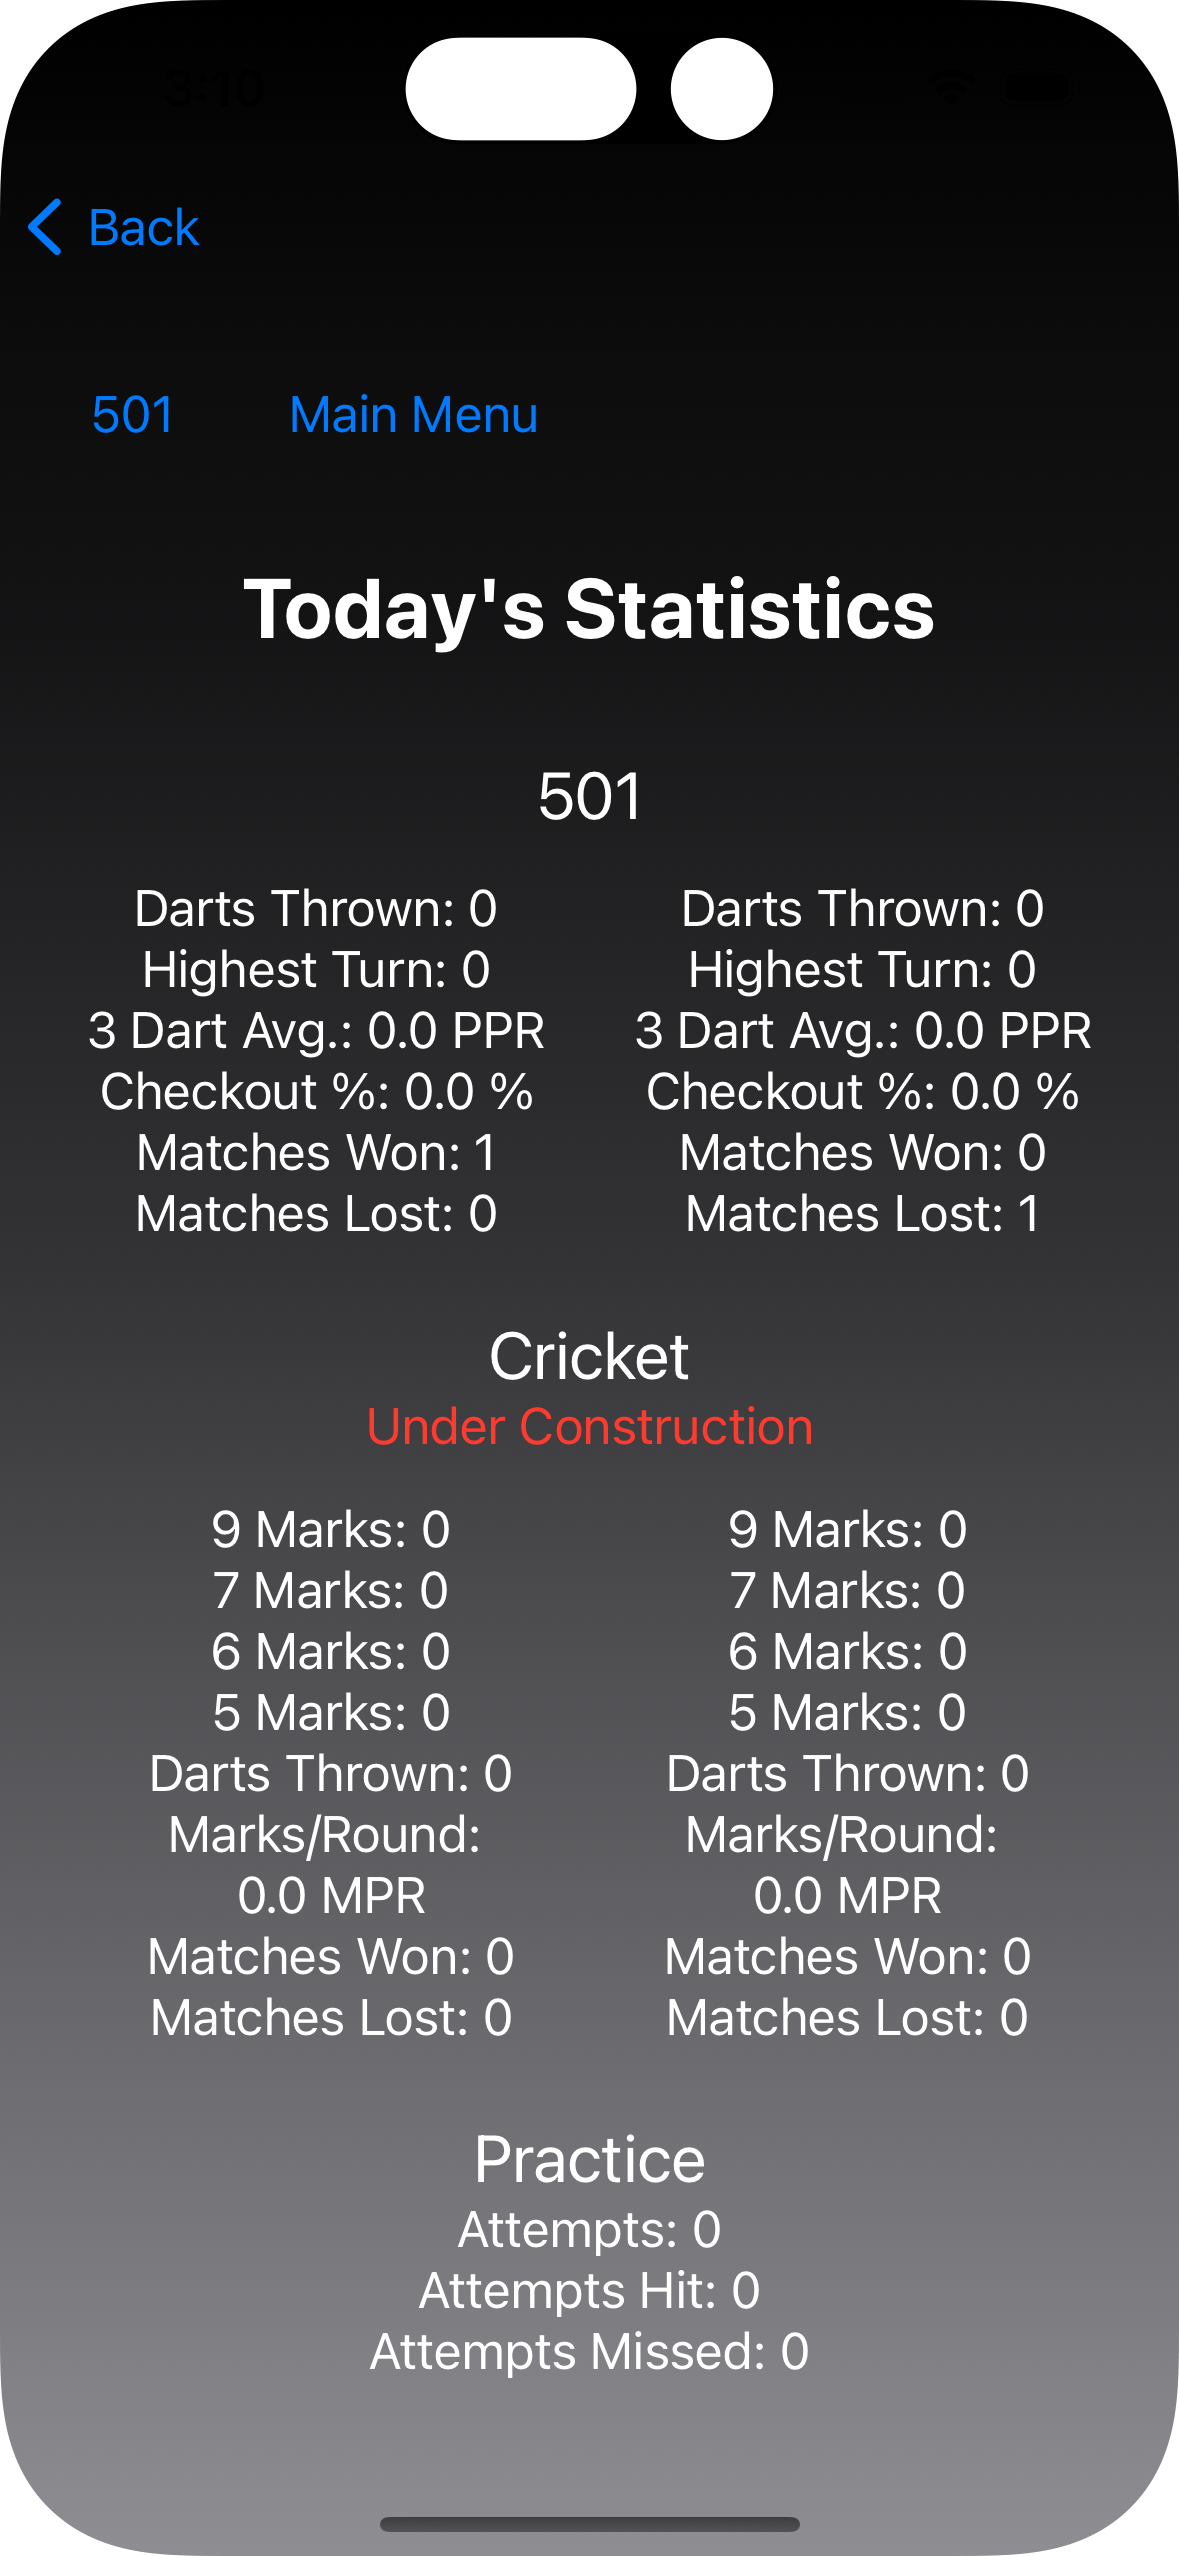 3:10
Back
501 Main Menu
Today's Statistics
501
Darts Thrown: 0
Highest Turn: 0
3 Dart Avg.: 0.0 PPR
Checkout %: 0.0 %
Matches Won: 1
Matches Lost: 0
Darts Thrown: 0
Highest Turn: 0
3 Dart Avg.: 0.0 PPR
Checkout %: 0.0 %
Matches Won: 0
Matches Lost: 1
Cricket
Under Construction
9 Marks: 0
7 Marks: 0
6 Marks: 0
5 Marks: 0
Darts Thrown: 0
Marks/Round:
0.0 MPR
Matches Won: 0
Matches Lost: 0
9 Marks: 0
7 Marks: 0
6 Marks: 0
5 Marks: 0
Darts Thrown: 0
Marks/Round:
0.0 MPR
Matches Won: 0
Matches Lost: 0
Practice
Attempts: 0
Attempts Hit: 0
Attempts Missed: 0